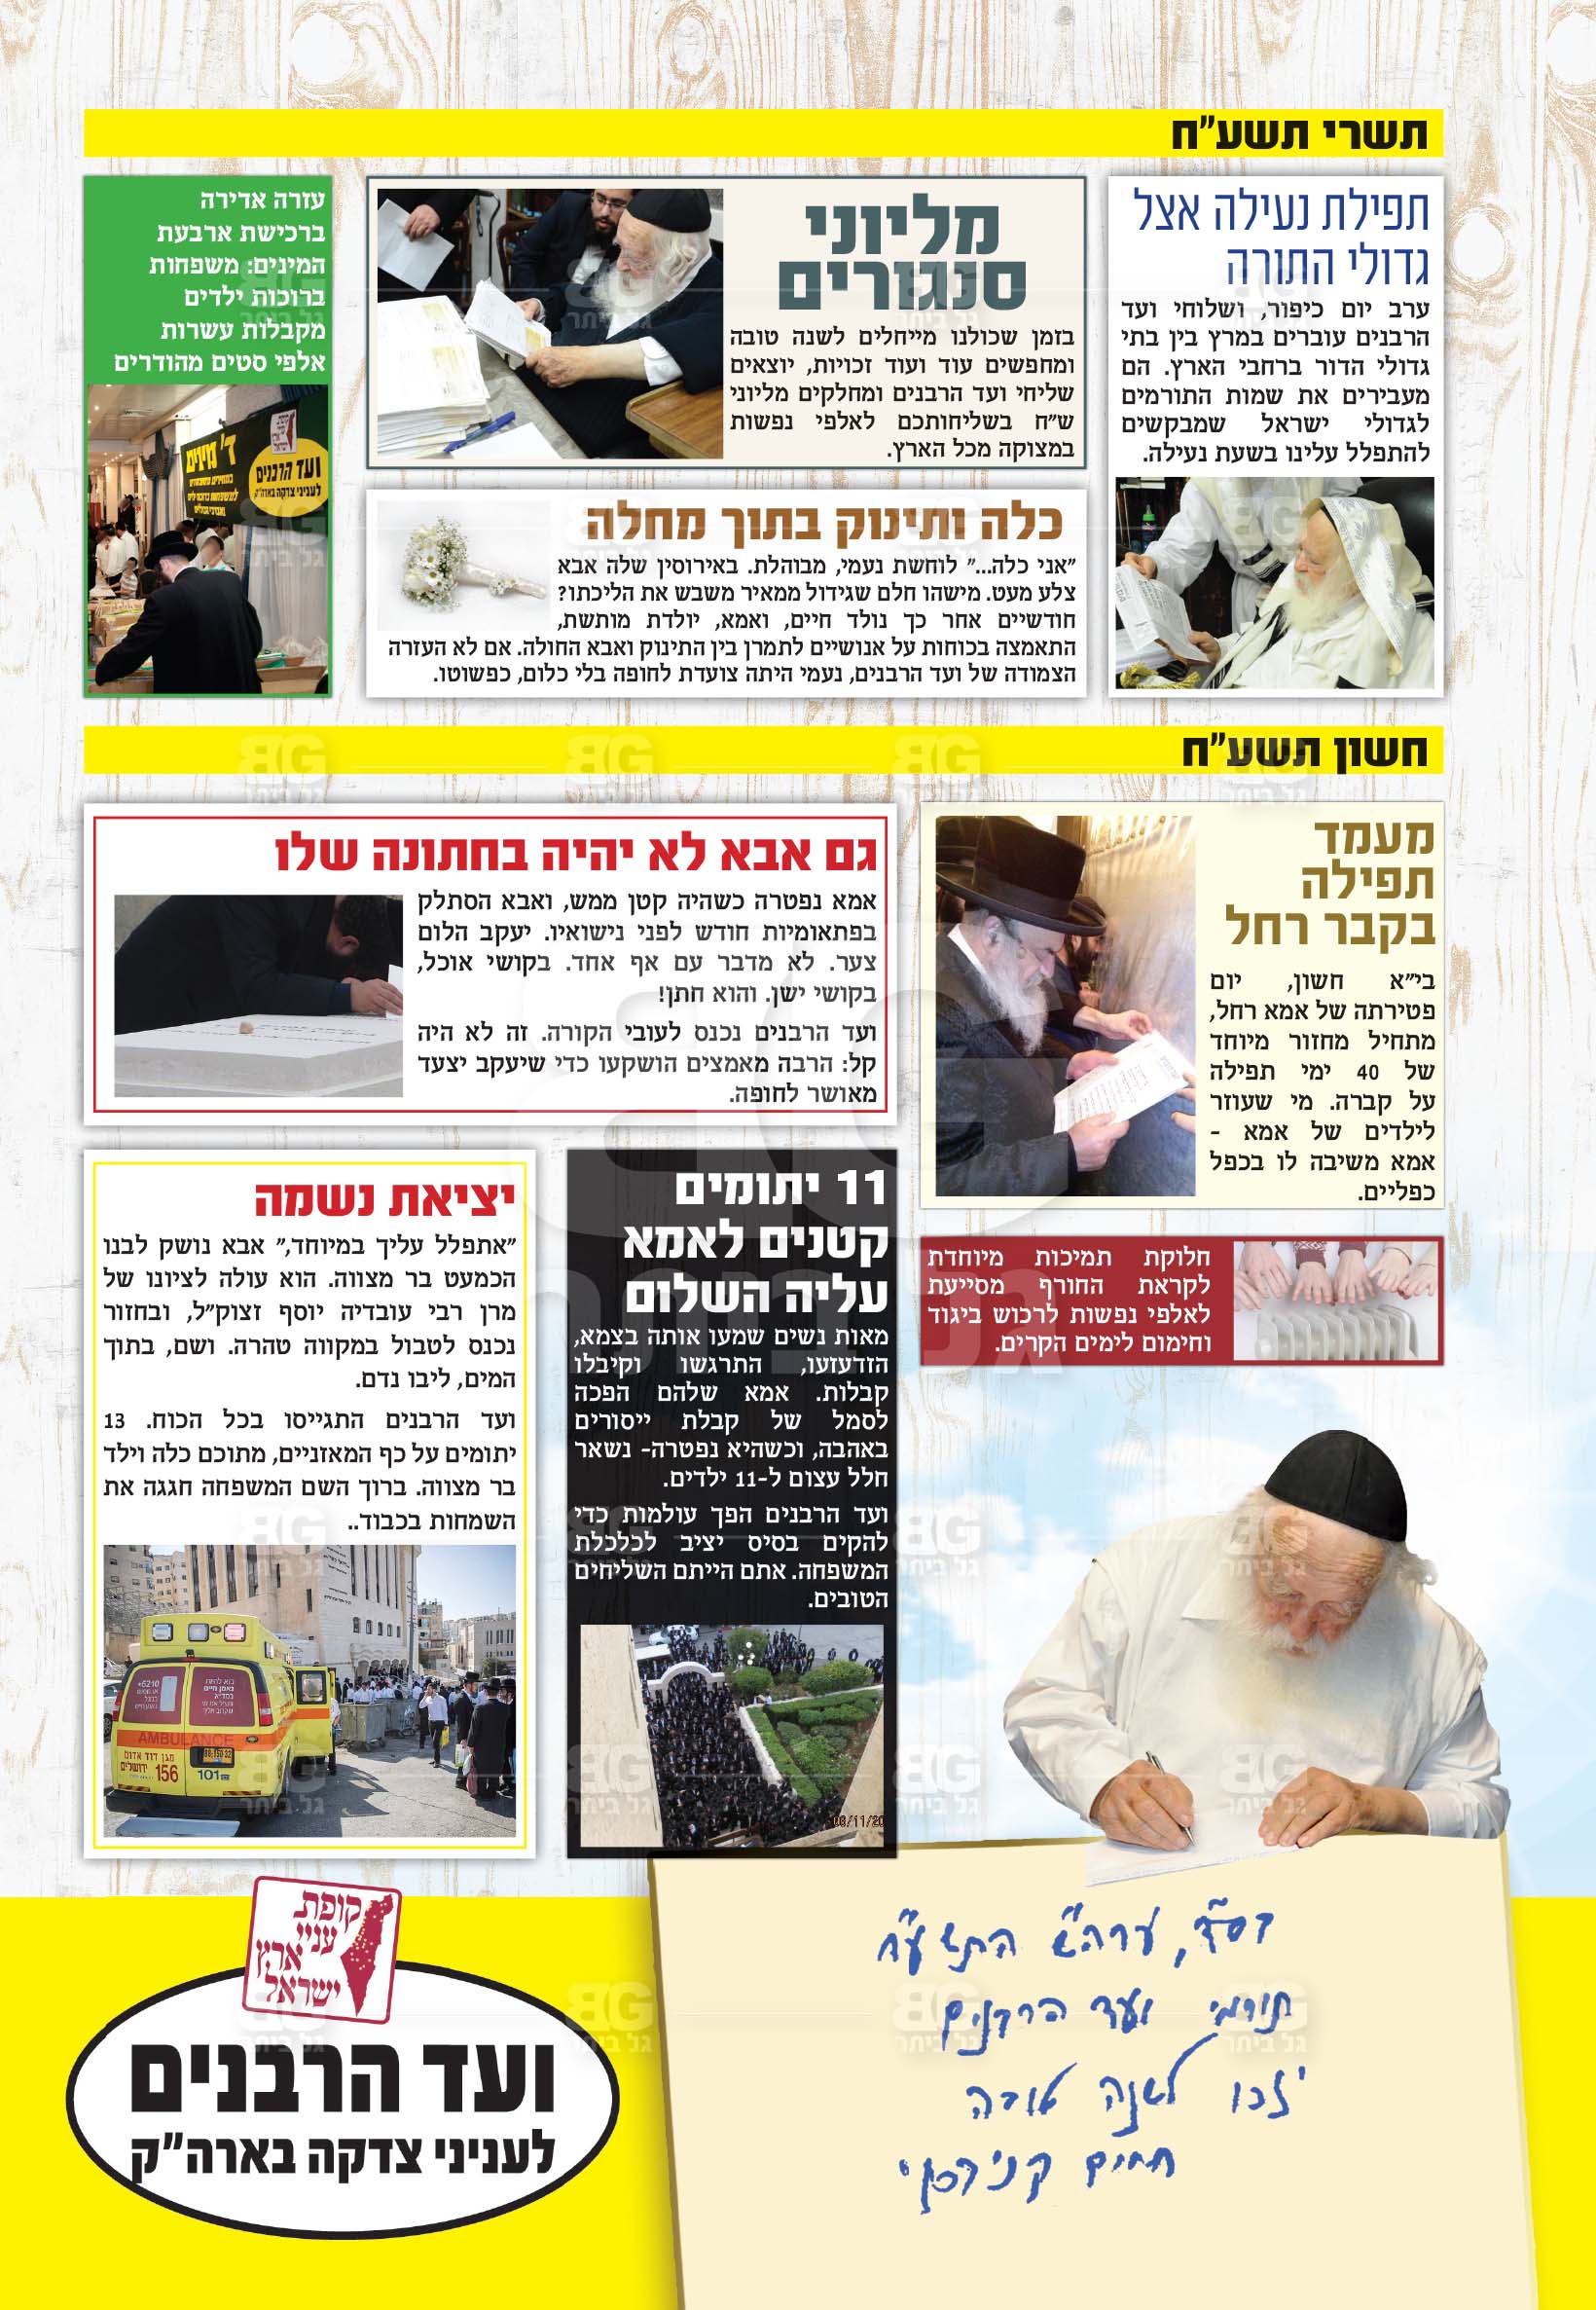 תשרי תשע"ח
תפילת נעילה אצל
גדולי התורה
ערב יום כיפור, ושלוחי ועד
הרבנים עוברים במרץ בין בתי
גדולי הדור ברחבי הארץ. הם
מעבירים את שמות התורמים
לגדולי ישראל שמבקשים
להתפלל עלינו בשעת נעילה.
מליוני
סנגורים
בזמן שכולנו מייחלים לשנה טובה
ומחפשים עוד ועוד זכויות, יוצאים
שליחי ועד הרבנים ומחלקים מליוני
ש"ח בשליחותכם לאלפי נפשות
במצוקה מכל הארץ.
כלה ותינוק בתוך מחלה
"אני כלה..." לוחשת נעמי, מבוהלת. באירוסין שלה אבא
צלע מעט. מישהו חלם שגידול ממאיר משבש את הליכתו?
חודשיים אחר כך נולד חיים, ואמא, יולדת מותשת,
התאמצה בכוחות על אנושיים לתמרן בין התינוק ואבא החולה. אם לא העזרה
הצמודה של ועד הרבנים, נעמי היתה צועדת לחופה בלי כלום, כפשוטו.
עזרה אדירה
ברכישת ארבעת
המינים: משפחות
ברוכות ילדים
מקבלות עשרות
אלפי סטים מהודרים
ד' מינים
ועד הרבנים
לעניני צדקה בארה"ק
חשון תשע"ח
מעמד
תפילה
בקבר רחל
בי"א חשון, יום
פטירתה של אמא רחל,
מתחיל מחזור מיוחד
של 40 ימי תפילה
על קברה. מי שעוזר
לילדים של אמא -
אמא משיבה לו בכפל
כפליים.
חלוקת תמיכות מיוחדת
לקראת החורף מסייעת
לאלפי נפשות לרכוש ביגוד
וחימום לימים הקרים.
גם אבא לא יהיה בחתונה שלו
אמא נפטרה כשהיה קטן ממש, ואבא הסתלק
בפתאומיות חודש לפני נישואיו. יעקב הלום
צער. לא מדבר עם אף אחד. בקושי אוכל,
בקושי ישן. והוא חתן!
ועד הרבנים נכנס לעובי הקורה. זה לא היה
קל: הרבה מאמצים הושקעו כדי שיעקב יצעד
מאושר לחופה.
11 יתומים
קטנים לאמא
עליה השלום
מאות נשים שמעו אותה בצמא,
הזדעזעו, התרגשו וקיבלו
קבלות. אמא שלהם הפכה
לסמל של קבלת ייסורים
באהבה, וכשהיא נפטרה- נשאר
חלל עצום ל-11 ילדים.
ועד הרבנים הפך עולמות כדי
להקים בסיס יציב לכלכלת
המשפחה. אתם הייתם השליחים
הטובים.
יציאת נשמה
"אתפלל עליך במיוחד," אבא נושק לבנו
הכמעט בר מצווה. הוא עולה לציונו של
מרן רבי עובדיה יוסף זצוק"ל, ובחזור
נכנס לטבול במקווה טהרה. ושם, בתוך
המים, ליבו נדם.
ועד הרבנים התגייסו בכל הכוח. 13
יתומים על כף המאזניים, מתוכם כלה וילד
בר מצווה. ברוך השם המשפחה חגגה את
השמחות בכבוד..
AMBULANCE
מגן דוד אדום
ירושלים 156
101
בס"ד, ערה"ש התשע"ח
תורמי ועד הרבנים
יזכו לשנה טובה
חיים קניבסקי
קופת
עניי
ארץ
ישראל
ועד הרבנים
לעניני צדקה בארה"ק
BG
גל ביתר